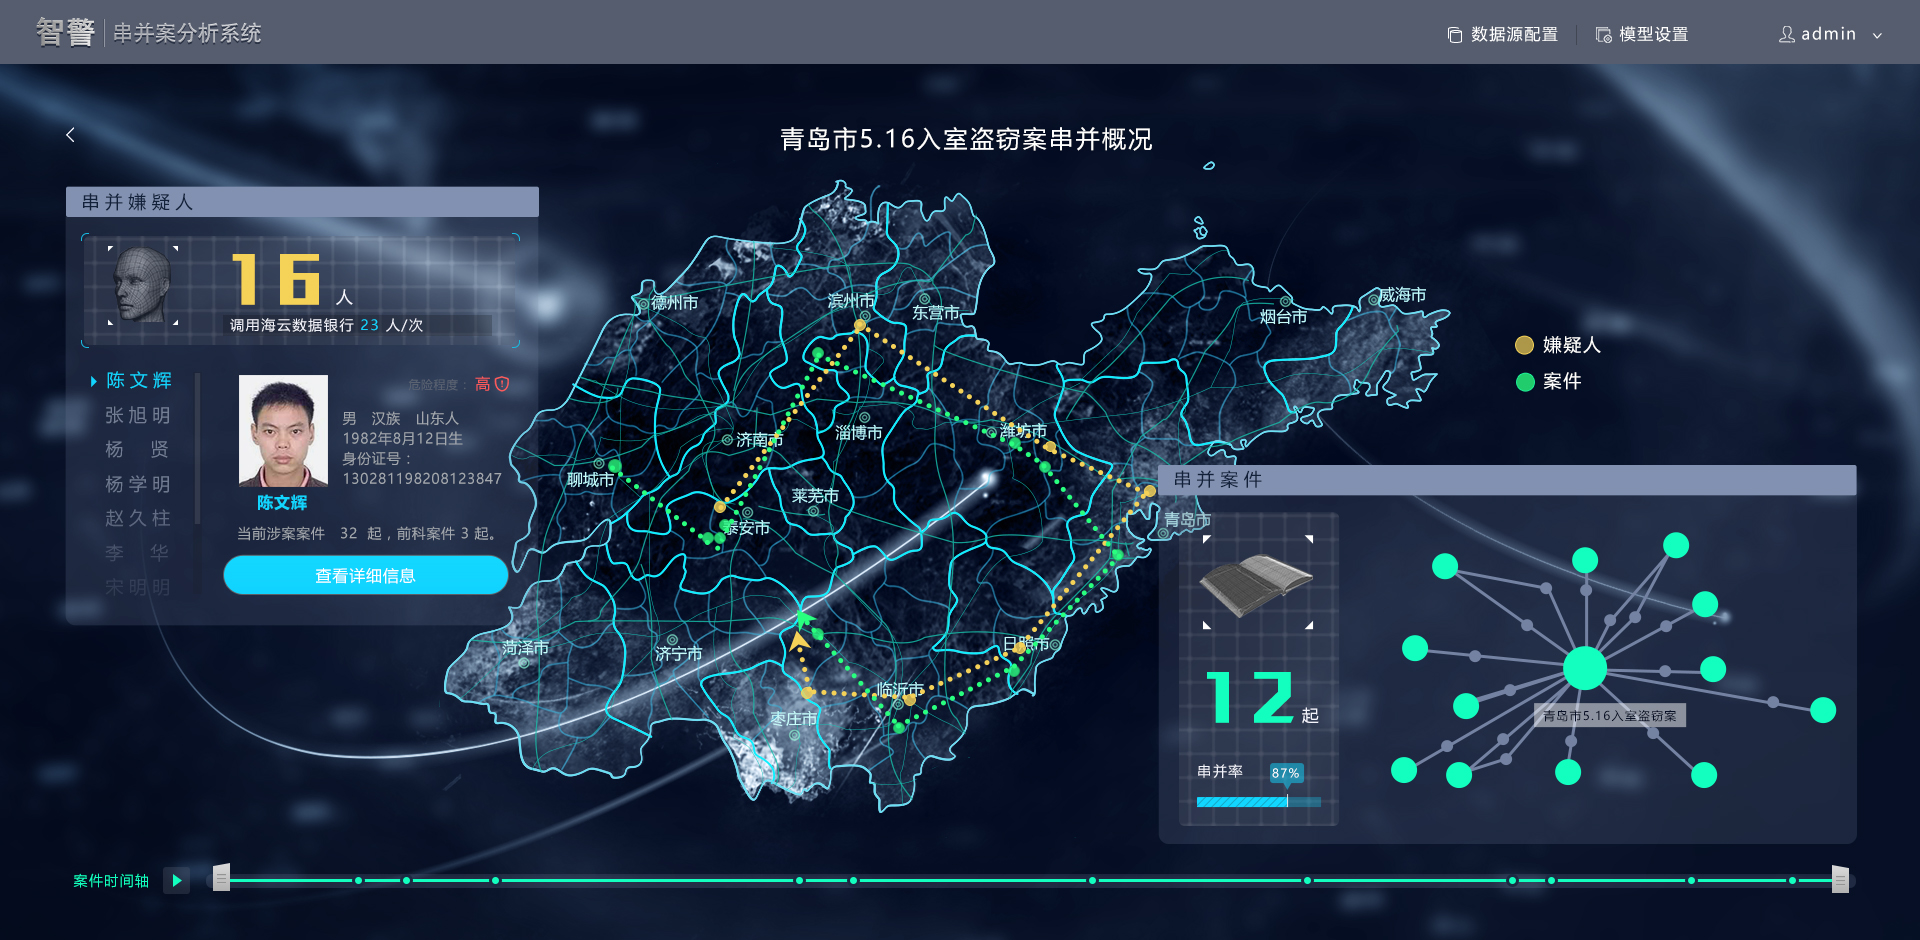 智警 串并案分析系统
数据源配置
模型设置
admin
青岛市5.16入室盗窃案串并概况
串并嫌疑人
16 人
调用海云数据银行 23 人/次
陈文辉
张旭明
杨 贤
杨学明
赵久柱
李 华
宋明明
危险程度： 高
男 汉族 山东人
1982年8月12日生
身份证号：
130281198208123847
陈文辉
当前涉案案件 32 起，前科案件 3 起。
查看详细信息
德州市
滨州市
东营市
烟台市
威海市
济南市
淄博市
潍坊市
聊城市
莱芜市
泰安市
青岛市
菏泽市
济宁市
日照市
临沂市
枣庄市
嫌疑人
案件
串并案件
12 起
串并率 87%
青岛市5.16入室盗窃案
案件时间轴